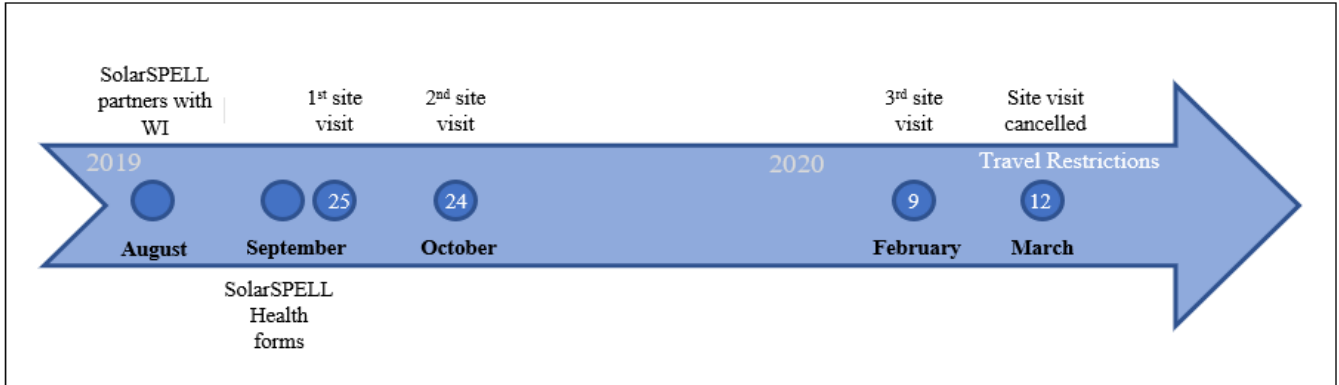 SolarSPELL
partners with
WI
1st site
visit
2nd site
visit
3rd site
visit
Site visit
cancelled
2019
2020
Travel Restrictions
25
24
9
12
August
September
October
February
March
SolarSPELL
Health
forms